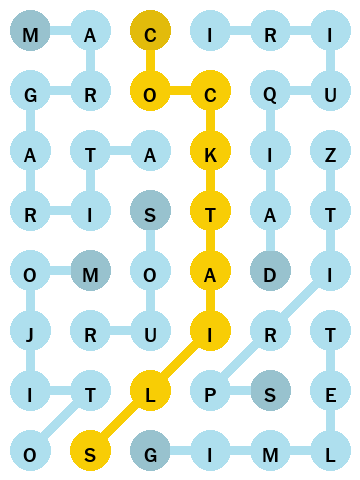 M A C I R I
G R O C Q U
A T A K I Z
R I S T A T
O M O A D I
J R U I R T
I T L P S E
O S G I M L